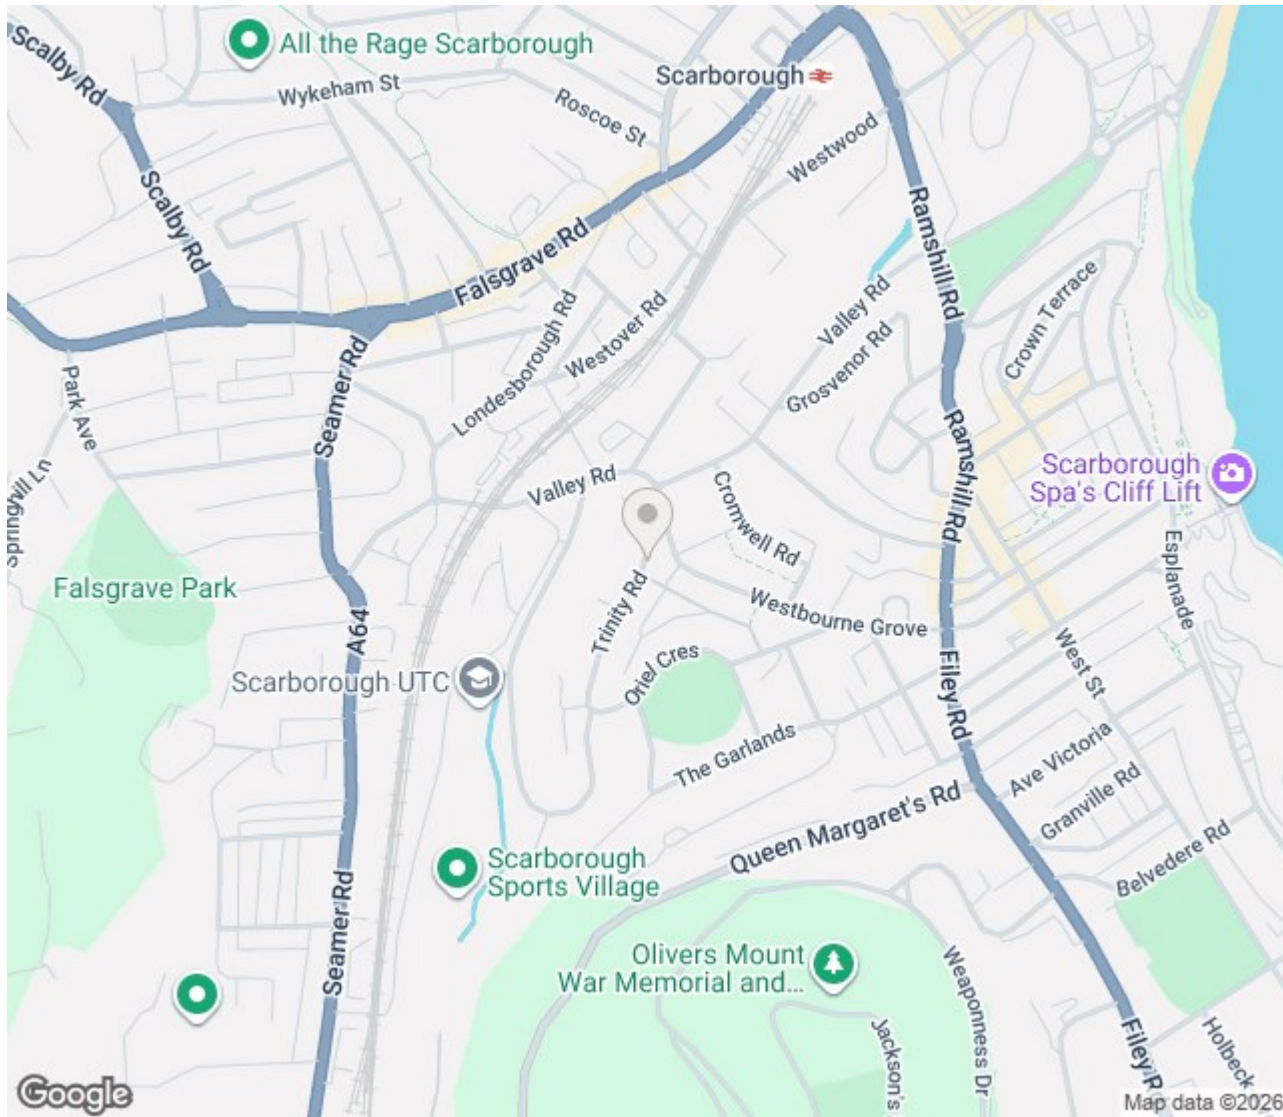 Scalby Rd
All the Rage Scarborough
Wykeham St
Roscoe St
Scarborough
Westwood
Scalby Rd
Falsgrave Rd
Ramshill Rd
Crown Terrace
Valley Rd
Grosvenor Rd
Londesborough Rd
Westover Rd
Seamer Rd
Park Ave
Springhill Ln
Ramshill Rd
Scarborough
Spa's Cliff Lift
Valley Rd
Cromwell Rd
Esplanade
Falsgrave Park
A64
Trinity Rd
Westbourne Grove
Oriel Cres
West St
Scarborough UTC
Filey Rd
The Garlands
Ave Victoria
Granville Rd
Queen Margaret's Rd
Belvedere Rd
Scarborough
Sports Village
Seamer Rd
Olivers Mount
War Memorial and...
Weaponness Dr
Jackson's
Holbeck
Filey R
Google
Map data ©2026